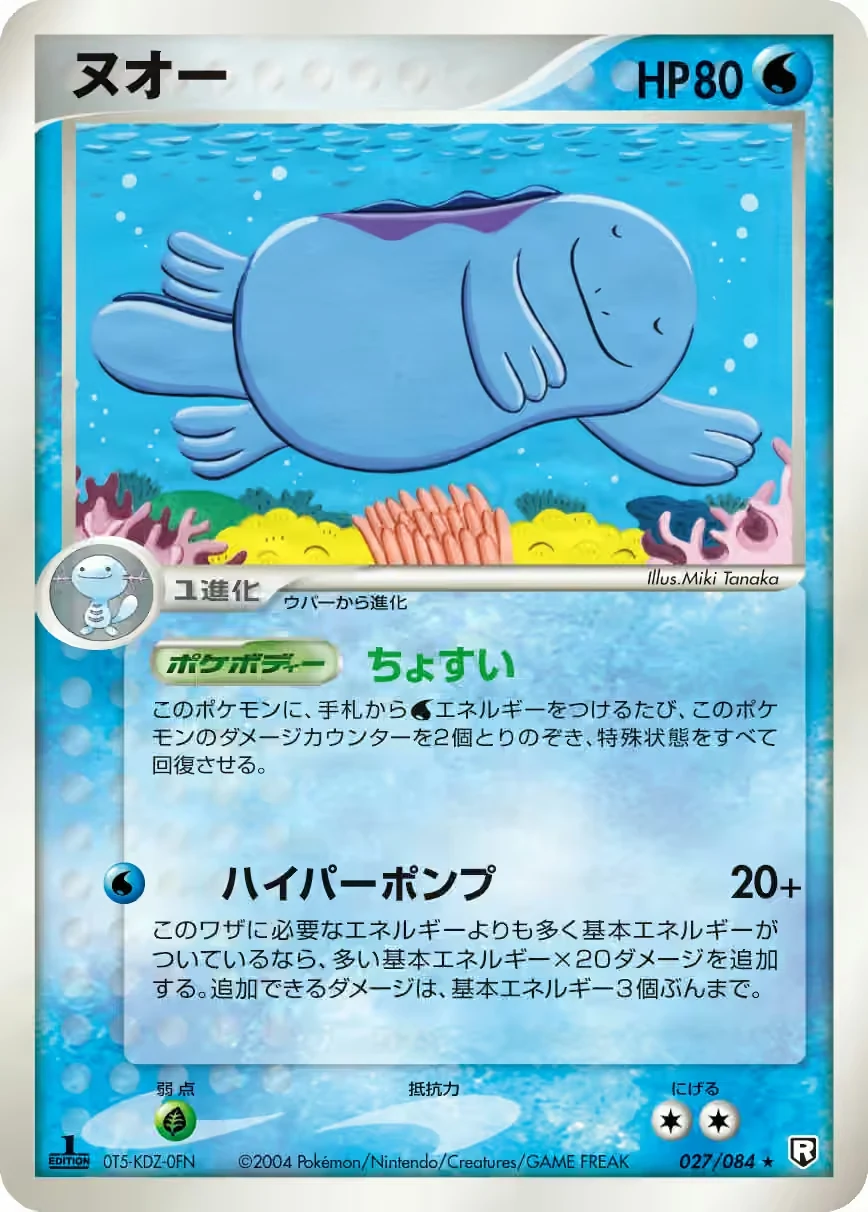 ヌオー
HP80
Illus.Miki Tanaka
1進化
ウパーから進化
ポケボディー ちょすい
このポケモンに、手札からエネルギーをつけるたび、このポケ
モンのダメージカウンターを2個とりのぞき、特殊状態をすべて
回復させる。
ハイパーポンプ 20+
このワザに必要なエネルギーよりも多く基本エネルギーが
ついているなら、多い基本エネルギー×20ダメージを追加
する。追加できるダメージは、基本エネルギー3個ぶんまで。
弱点 抵抗力 にげる
1 EDITION 0T5-KDZ-0FN ©2004 Pokémon/Nintendo/Creatures/GAME FREAK 027/084 ★ R